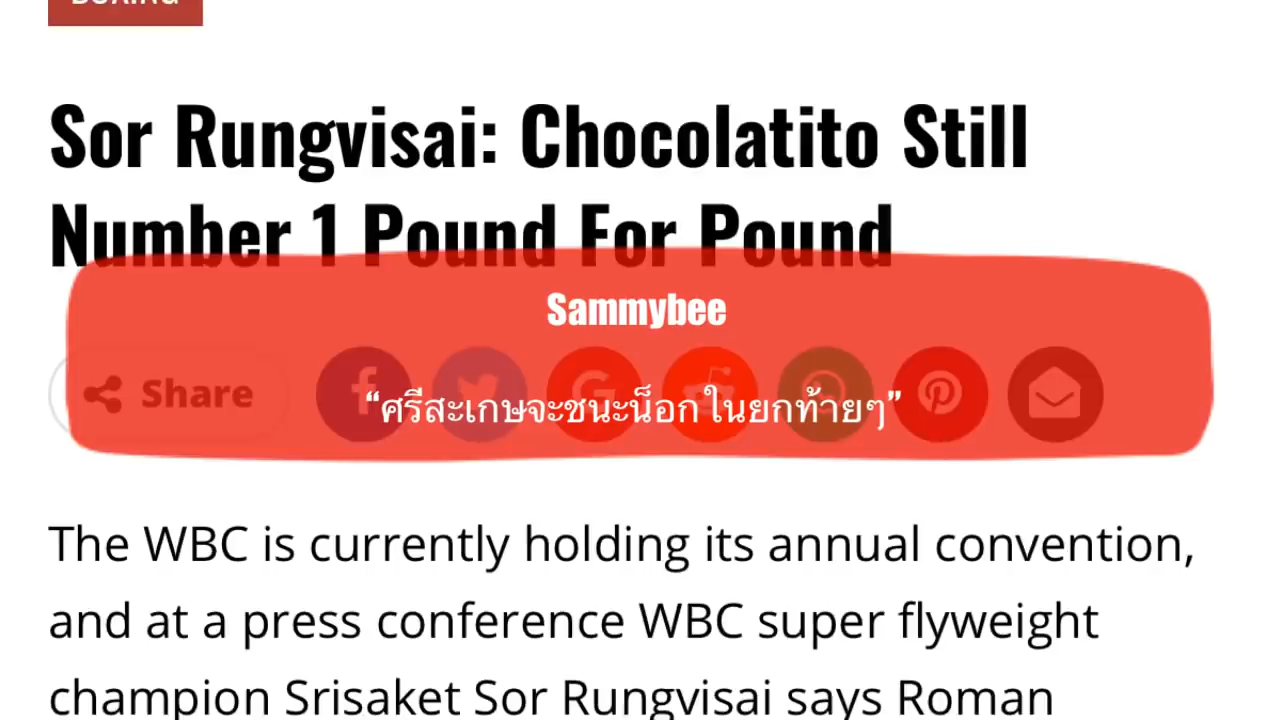 BOXING
Sor Rungvisai: Chocolatito Still
Number 1 Pound For Pound
Sammybee
Share
“ศรีสะเกษจะชนะน็อกในยกท้ายๆ”
The WBC is currently holding its annual convention,
and at a press conference WBC super flyweight
champion Srisaket Sor Rungvisai says Roman